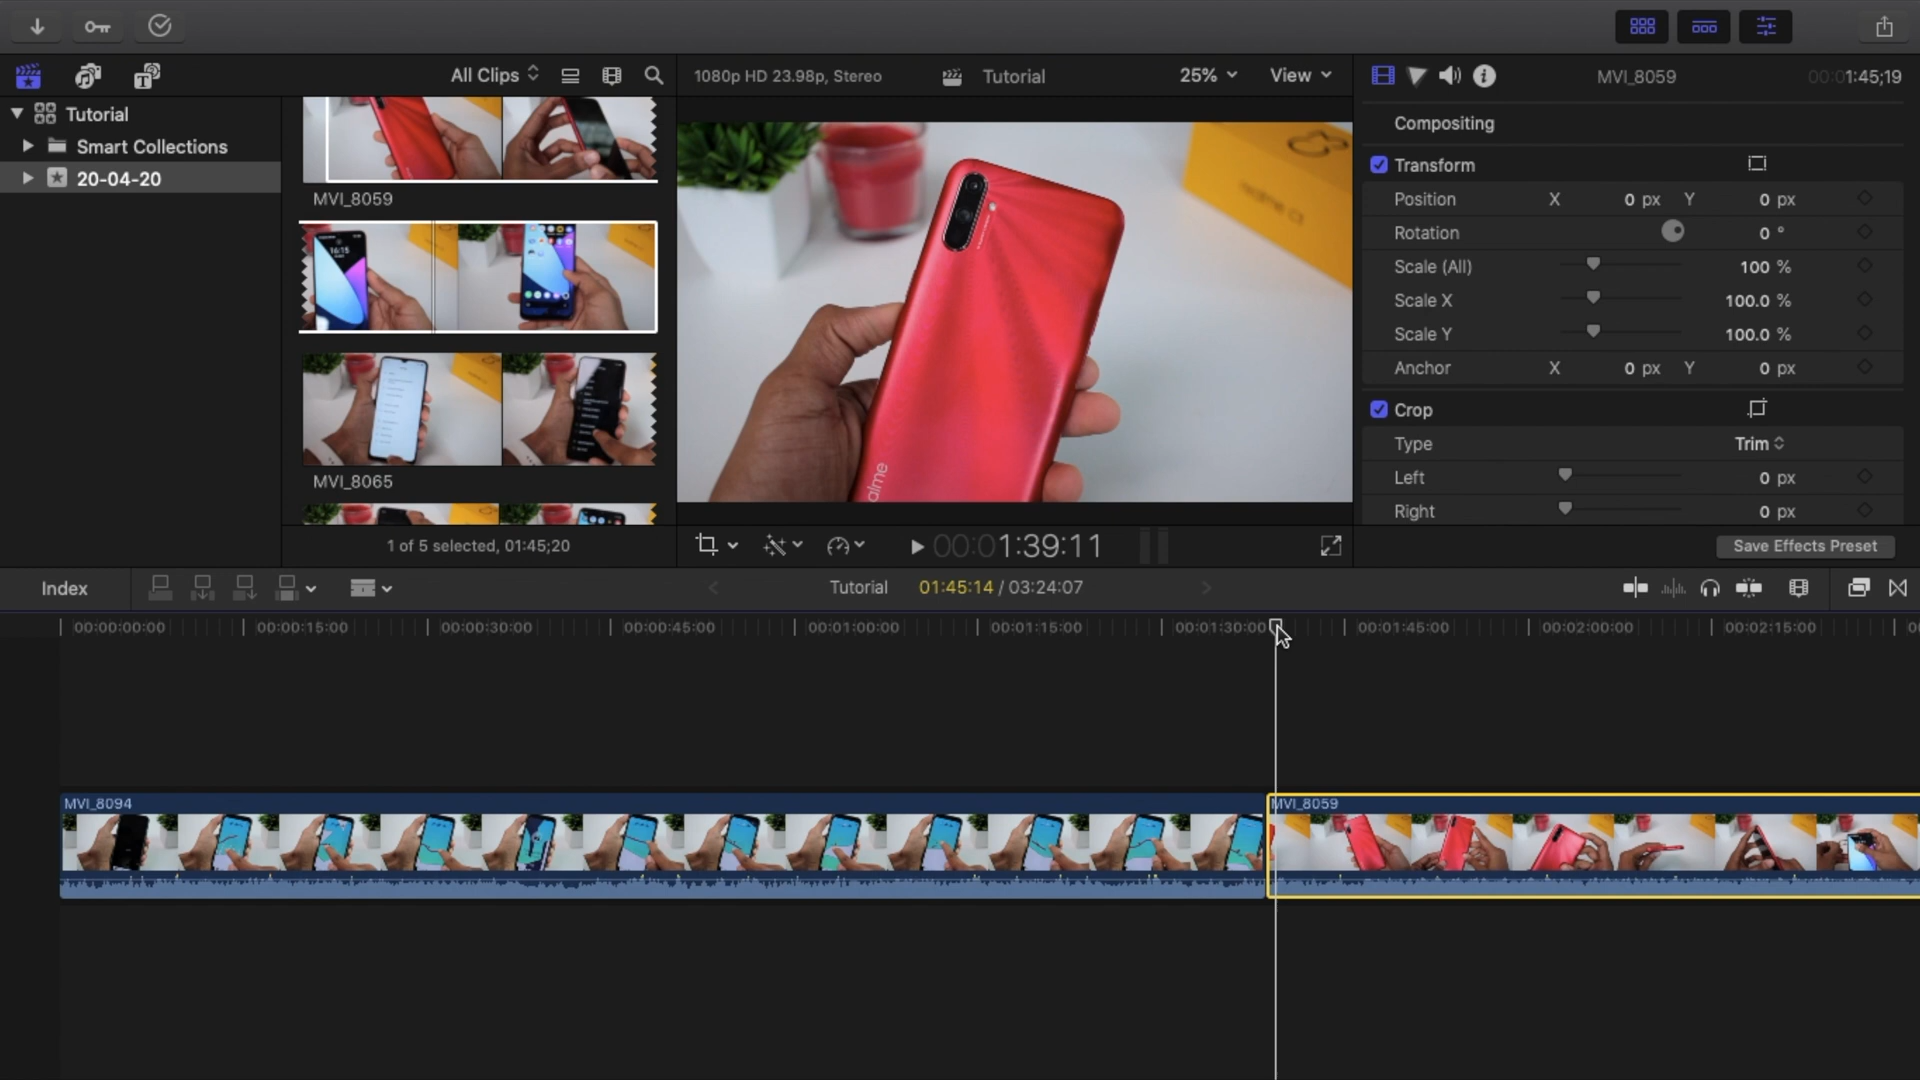 All Clips
1080p HD 23.98p, Stereo
Tutorial
25%
View
MVI_8059
00:01:45;19
Tutorial
Smart Collections
20-04-20
MVI_8059
MVI_8065
1 of 5 selected, 01:45;20
alme
Compositing
Transform
Position X 0 px Y 0 px
Rotation 0 °
Scale (All) 100 %
Scale X 100.0 %
Scale Y 100.0 %
Anchor X 0 px Y 0 px
Crop
Type Trim
Left 0 px
Right 0 px
Save Effects Preset
00:01:39:11
Index
Tutorial
01:45:14 / 03:24:07
00:00:00:00
00:00:15:00
00:00:30:00
00:00:45:00
00:01:00:00
00:01:15:00
00:01:30:00
00:01:45:00
00:02:00:00
00:02:15:00
MVI_8094
MVI_8059